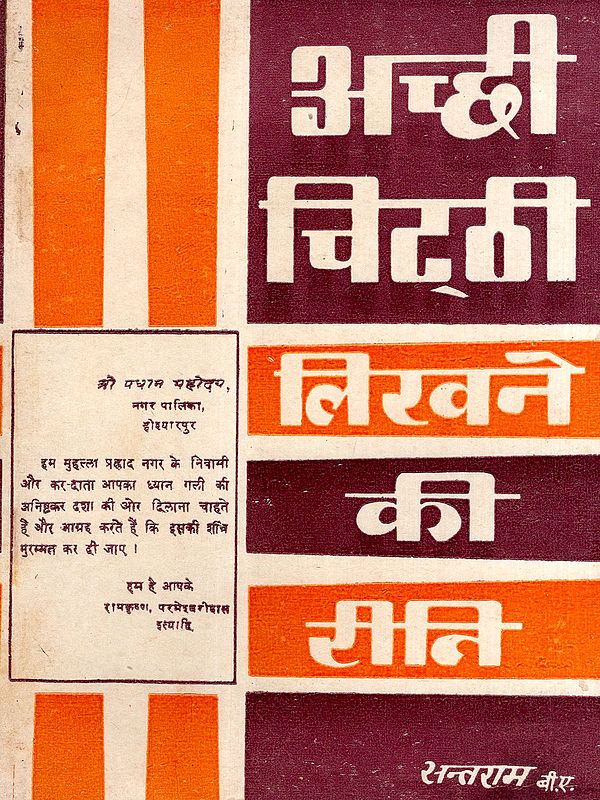 अच्छी
चिट्ठी
लिखने
की
रीति
श्री प्रधान महोदय,
नगर पालिका,
होश्यारपुर
हम मुहल्ला प्रह्लाद नगर के निवासी
और कर-दाता आपका ध्यान गली की
अनिष्टकर दशा की ओर दिलाना चाहते
हैं और आग्रह करते हैं कि इसकी शीघ्र
मुरम्मत कर दी जाए ।
हम है आपके
रामकृष्ण, परमेश्वरीदास
इत्यादि
सन्तराम बी.ए.